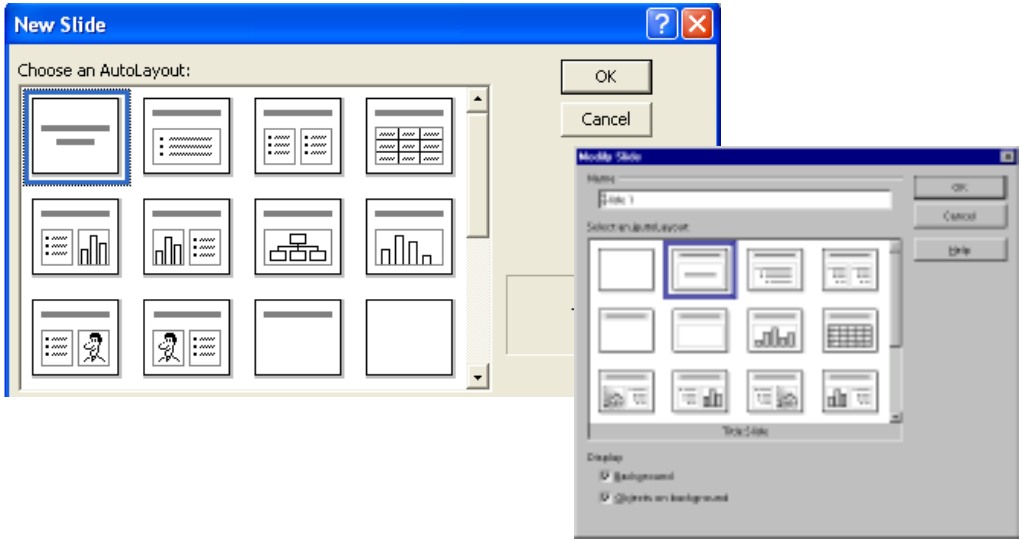 New Slide
Choose an AutoLayout:
OK
Cancel
Modify Slide
Name
Slide 1
OK
Cancel
Select an AutoLayout
Help
Title Slide
Display
Background
Objects on background